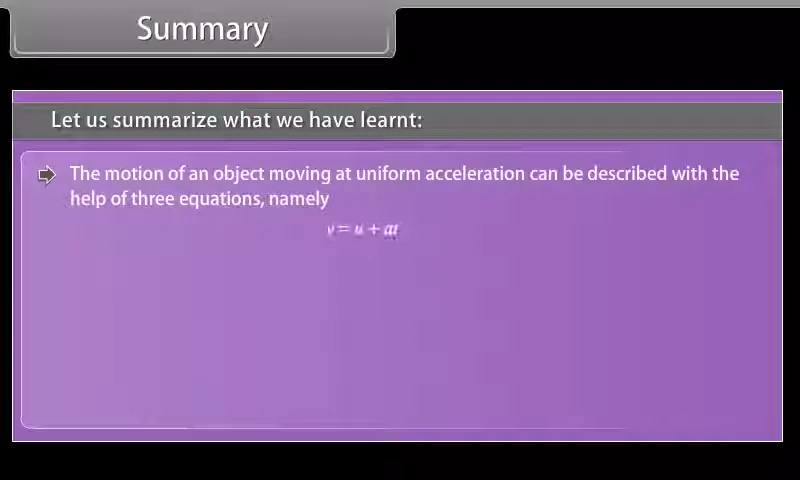 Summary
Let us summarize what we have learnt:
The motion of an object moving at uniform acceleration can be described with the
help of three equations, namely
v = u + at